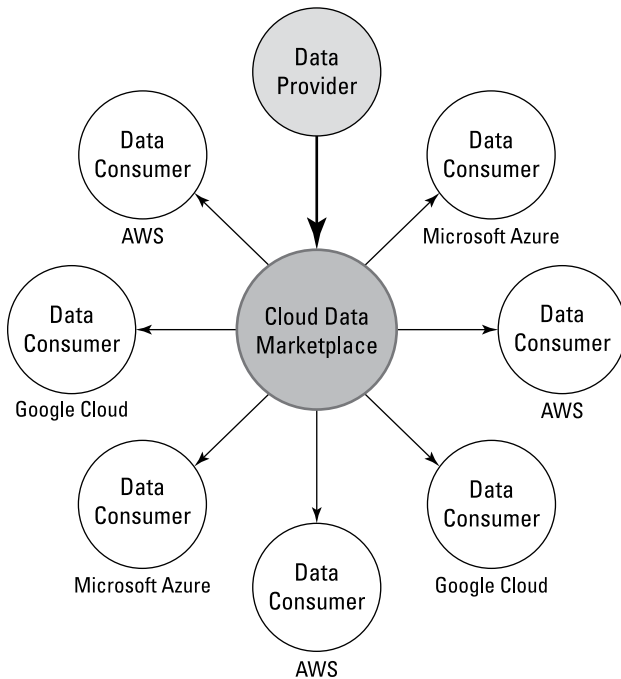 Data
Provider
Data
Consumer
AWS
Data
Consumer
Microsoft Azure
Data
Consumer
Google Cloud
Cloud Data
Marketplace
Data
Consumer
AWS
Data
Consumer
Microsoft Azure
Data
Consumer
AWS
Data
Consumer
Google Cloud